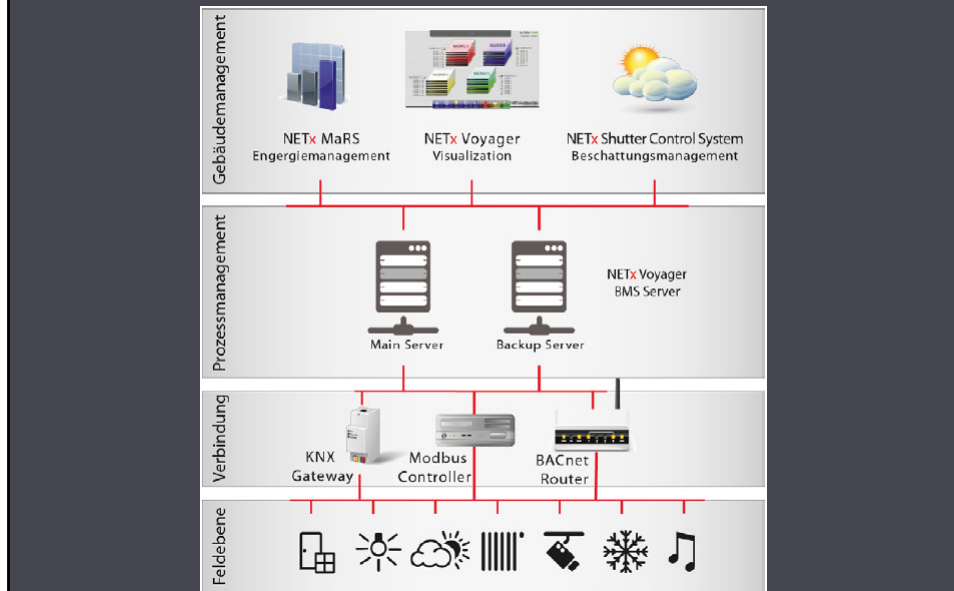 Gebäudemanagement
NETx MaRS
Engergiemanagement
NETx Voyager
Visualization
NETx Shutter Control System
Beschattungsmanagement
Prozessmanagement
Main Server
Backup Server
NETx Voyager
BMS Server
Verbindung
KNX
Gateway
Modbus
Controller
BACnet
Router
Feldebene